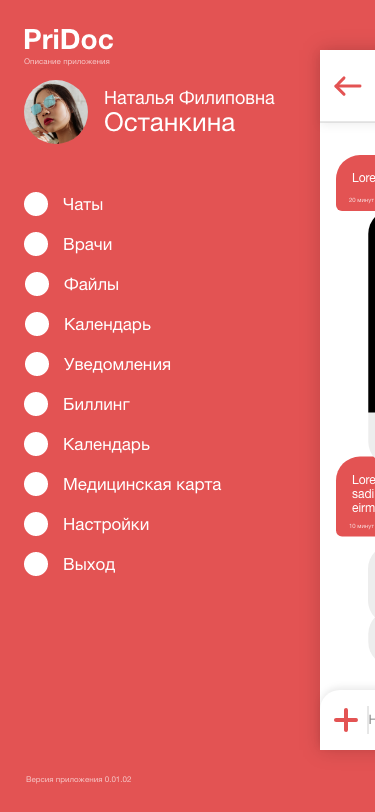 PriDoc
Описание приложения
Наталья Филиповна
Останкина
Чаты
Врачи
Файлы
Календарь
Уведомления
Биллинг
Календарь
Медицинская карта
Настройки
Выход
Lore
20 минут
Lore
sadi
eirm
10 минут
Н
Версия приложения 0.01.02